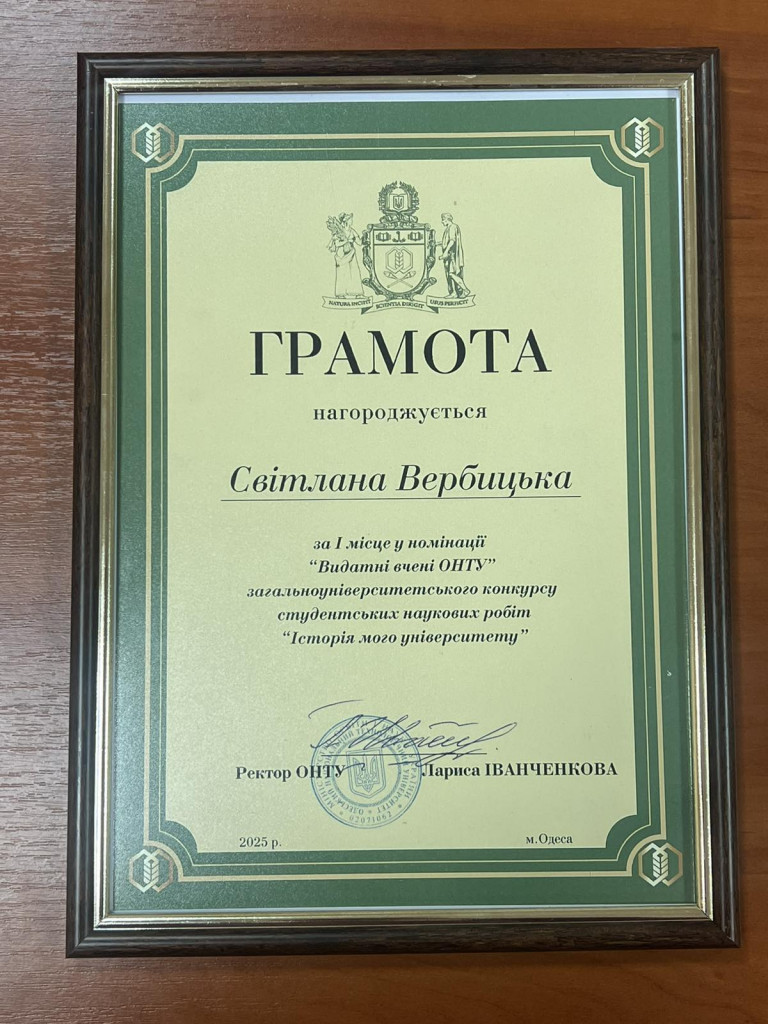 NATURA INCIPIT SCIENTIA DIRIGIT USUS PERFICIT
ГРАМОТА
нагороджується
Світлана Вербицька
за І місце у номінації
“Видатні вчені ОНТУ”
загальноуніверситетського конкурсу
студентських наукових робіт
“Історія мого університету”
Ректор ОНТУ Лариса ІВАНЧЕНКОВА
02071062
2025 р. м.Одеса